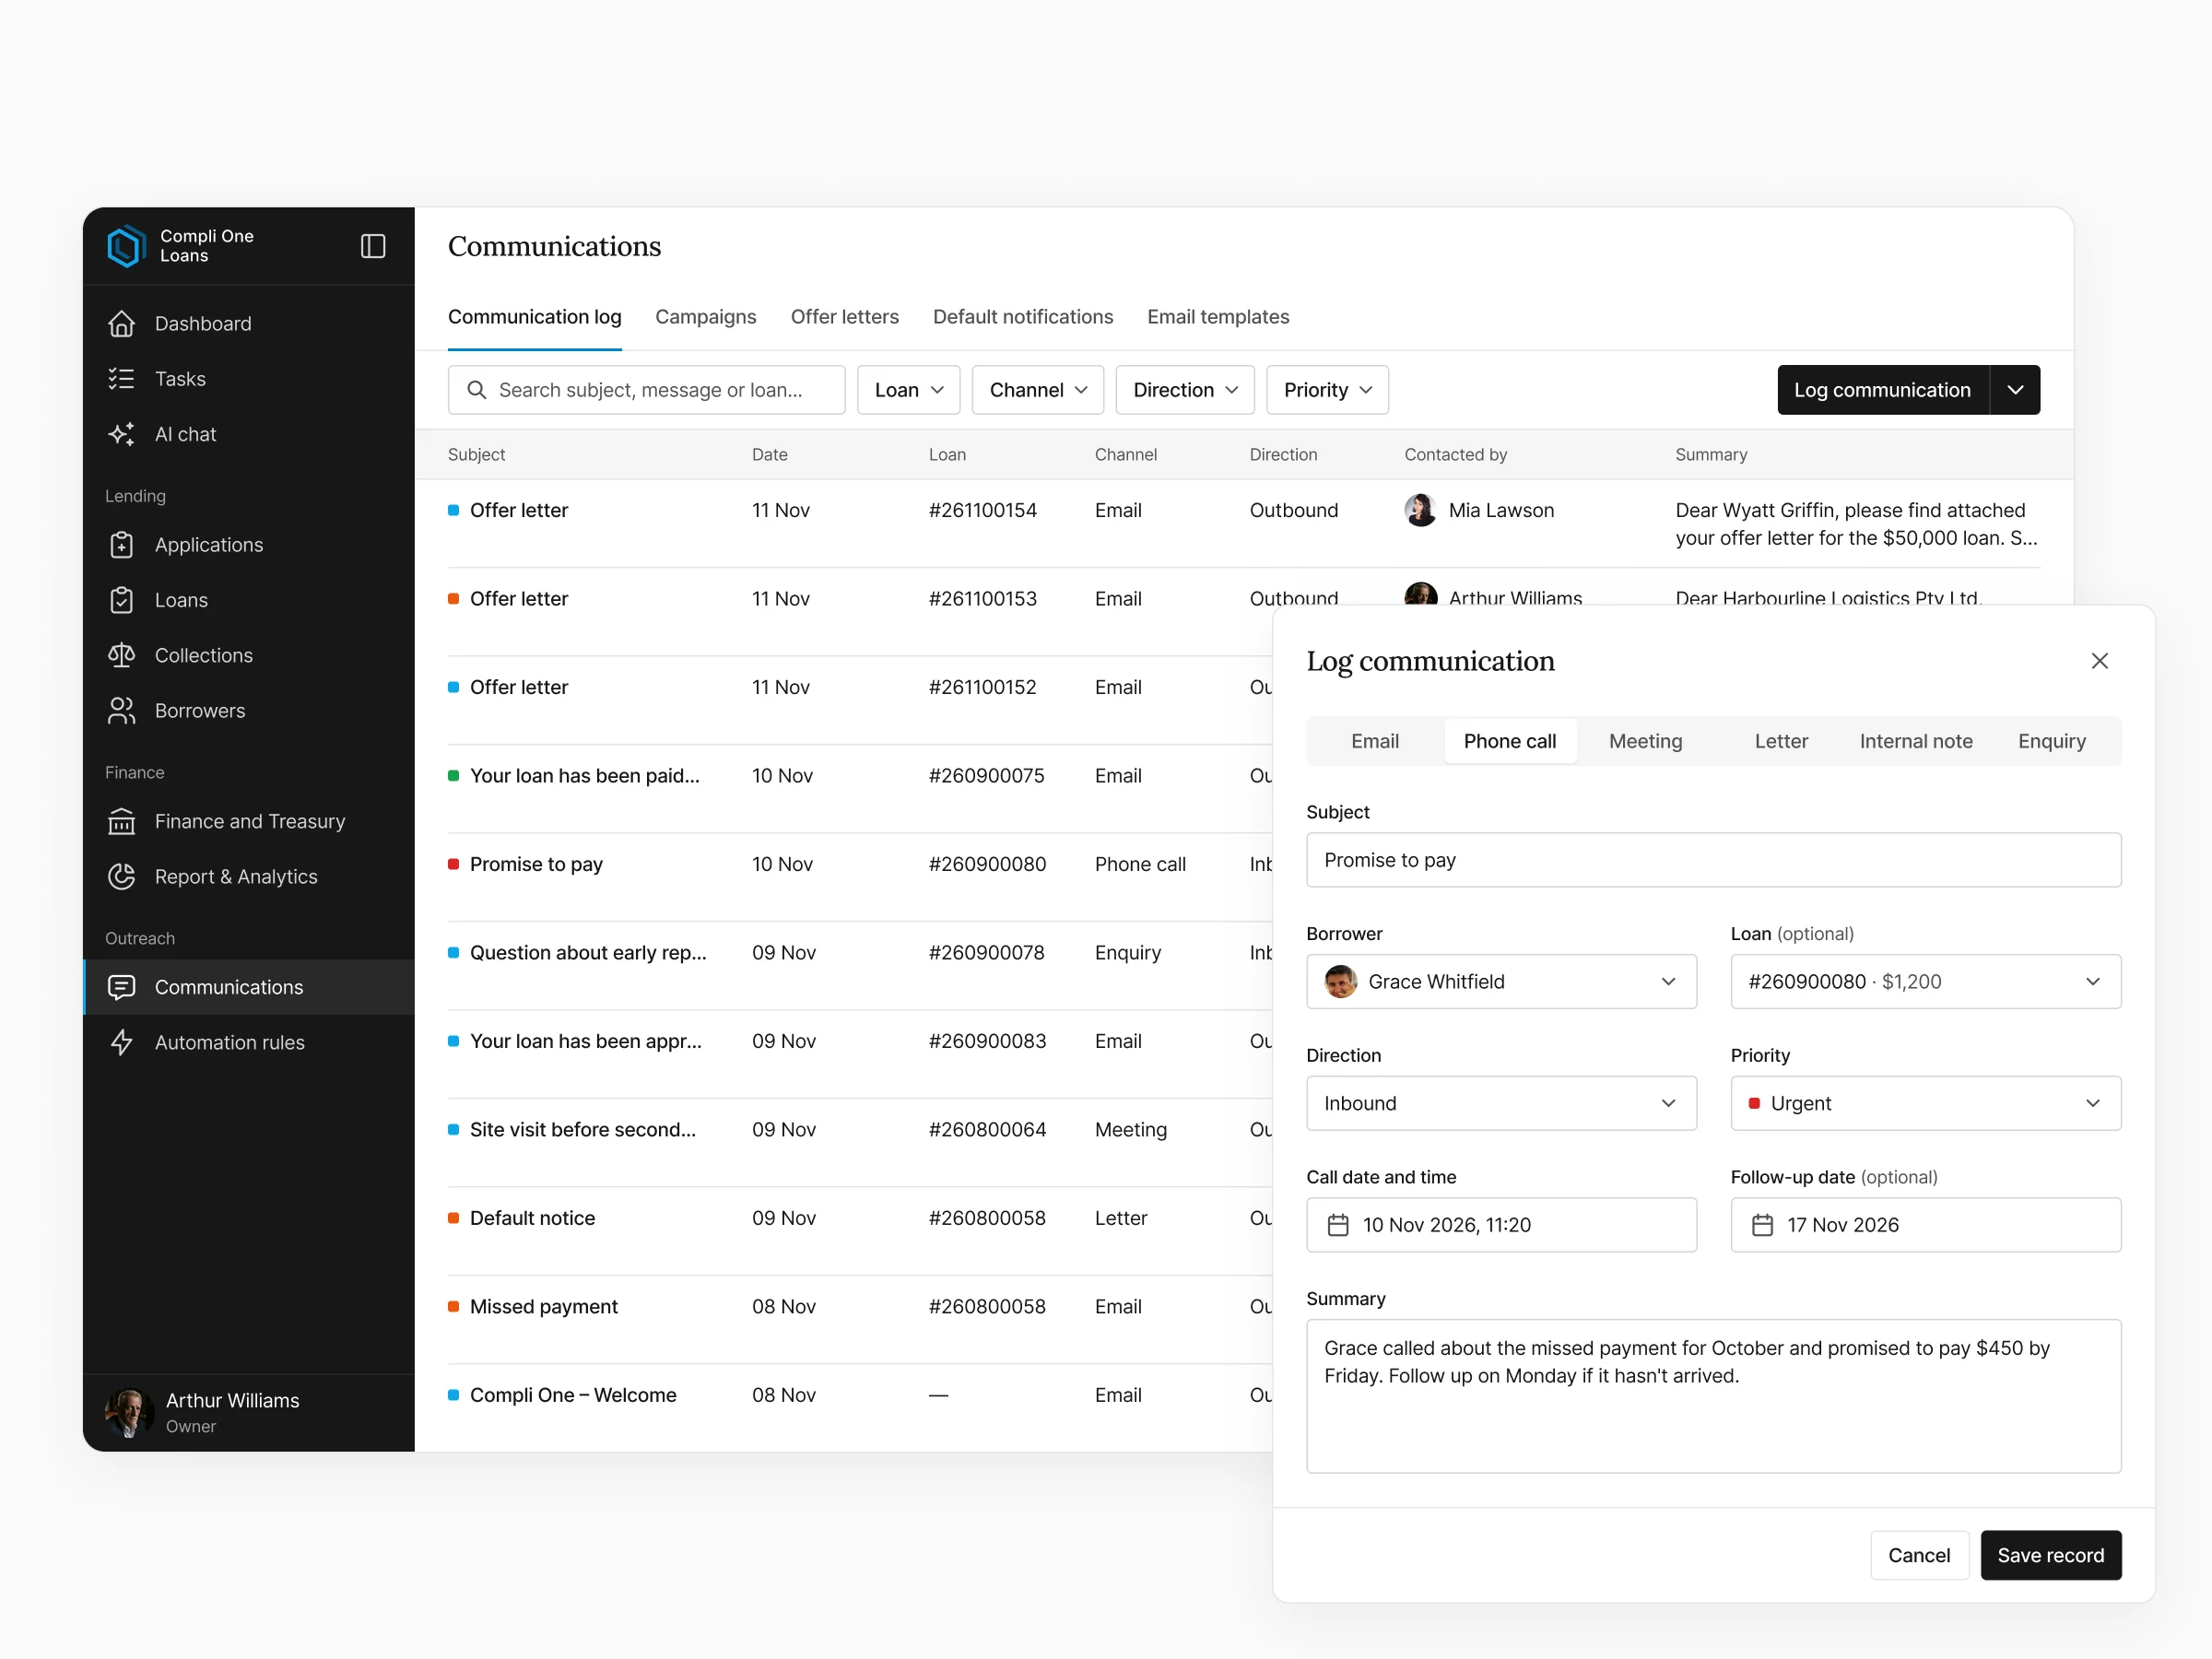 Compli One
Loans
Dashboard
Tasks
AI chat
Lending
Applications
Loans
Collections
Borrowers
Finance
Finance and Treasury
Report & Analytics
Outreach
Communications
Automation rules
Arthur Williams
Owner
Communications
Communication log Campaigns Offer letters Default notifications Email templates
Search subject, message or loan... Loan Channel Direction Priority Log communication
Subject Date Loan Channel Direction Contacted by Summary
Offer letter 11 Nov #261100154 Email Outbound Mia Lawson Dear Wyatt Griffin, please find attached
your offer letter for the $50,000 loan. S...
Offer letter 11 Nov #261100153 Email Outbound Arthur Williams Dear Harbourline Logistics Pty Ltd,
Offer letter 11 Nov #261100152 Email Ou
Your loan has been paid... 10 Nov #260900075 Email Ou
Promise to pay 10 Nov #260900080 Phone call Inb
Question about early rep... 09 Nov #260900078 Enquiry Inb
Your loan has been appr... 09 Nov #260900083 Email Ou
Site visit before second... 09 Nov #260800064 Meeting Ou
Default notice 09 Nov #260800058 Letter Ou
Missed payment 08 Nov #260800058 Email Ou
Compli One – Welcome 08 Nov — Email Ou
Log communication
Email Phone call Meeting Letter Internal note Enquiry
Subject
Promise to pay
Borrower Loan (optional)
Grace Whitfield #260900080 · $1,200
Direction Priority
Inbound Urgent
Call date and time Follow-up date (optional)
10 Nov 2026, 11:20 17 Nov 2026
Summary
Grace called about the missed payment for October and promised to pay $450 by
Friday. Follow up on Monday if it hasn't arrived.
Cancel Save record